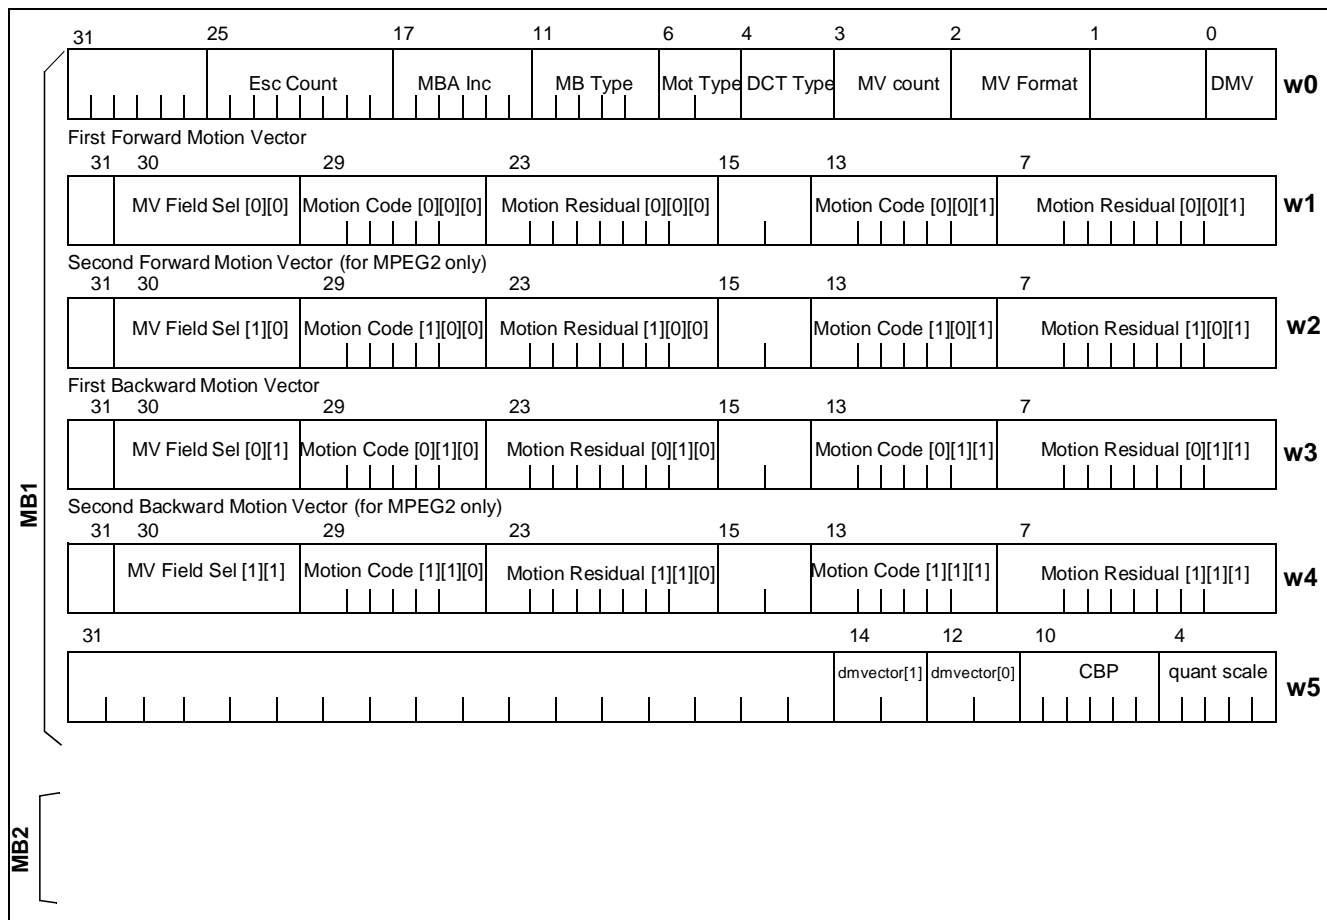 31 25 17 11 6 4 3 2 1 0
Esc Count MBA Inc MB Type Mot Type DCT Type MV count MV Format DMV w0
First Forward Motion Vector
31 30 29 23 15 13 7
MV Field Sel [0][0] Motion Code [0][0][0] Motion Residual [0][0][0] Motion Code [0][0][1] Motion Residual [0][0][1] w1
Second Forward Motion Vector (for MPEG2 only)
31 30 29 23 15 13 7
MV Field Sel [1][0] Motion Code [1][0][0] Motion Residual [1][0][0] Motion Code [1][0][1] Motion Residual [1][0][1] w2
First Backward Motion Vector
31 30 29 23 15 13 7
MV Field Sel [0][1] Motion Code [0][1][0] Motion Residual [0][1][0] Motion Code [0][1][1] Motion Residual [0][1][1] w3
MB1
Second Backward Motion Vector (for MPEG2 only)
31 30 29 23 15 13 7
MV Field Sel [1][1] Motion Code [1][1][0] Motion Residual [1][1][0] Motion Code [1][1][1] Motion Residual [1][1][1] w4
31 14 12 10 4
dmvector[1] dmvector[0] CBP quant scale w5
MB2